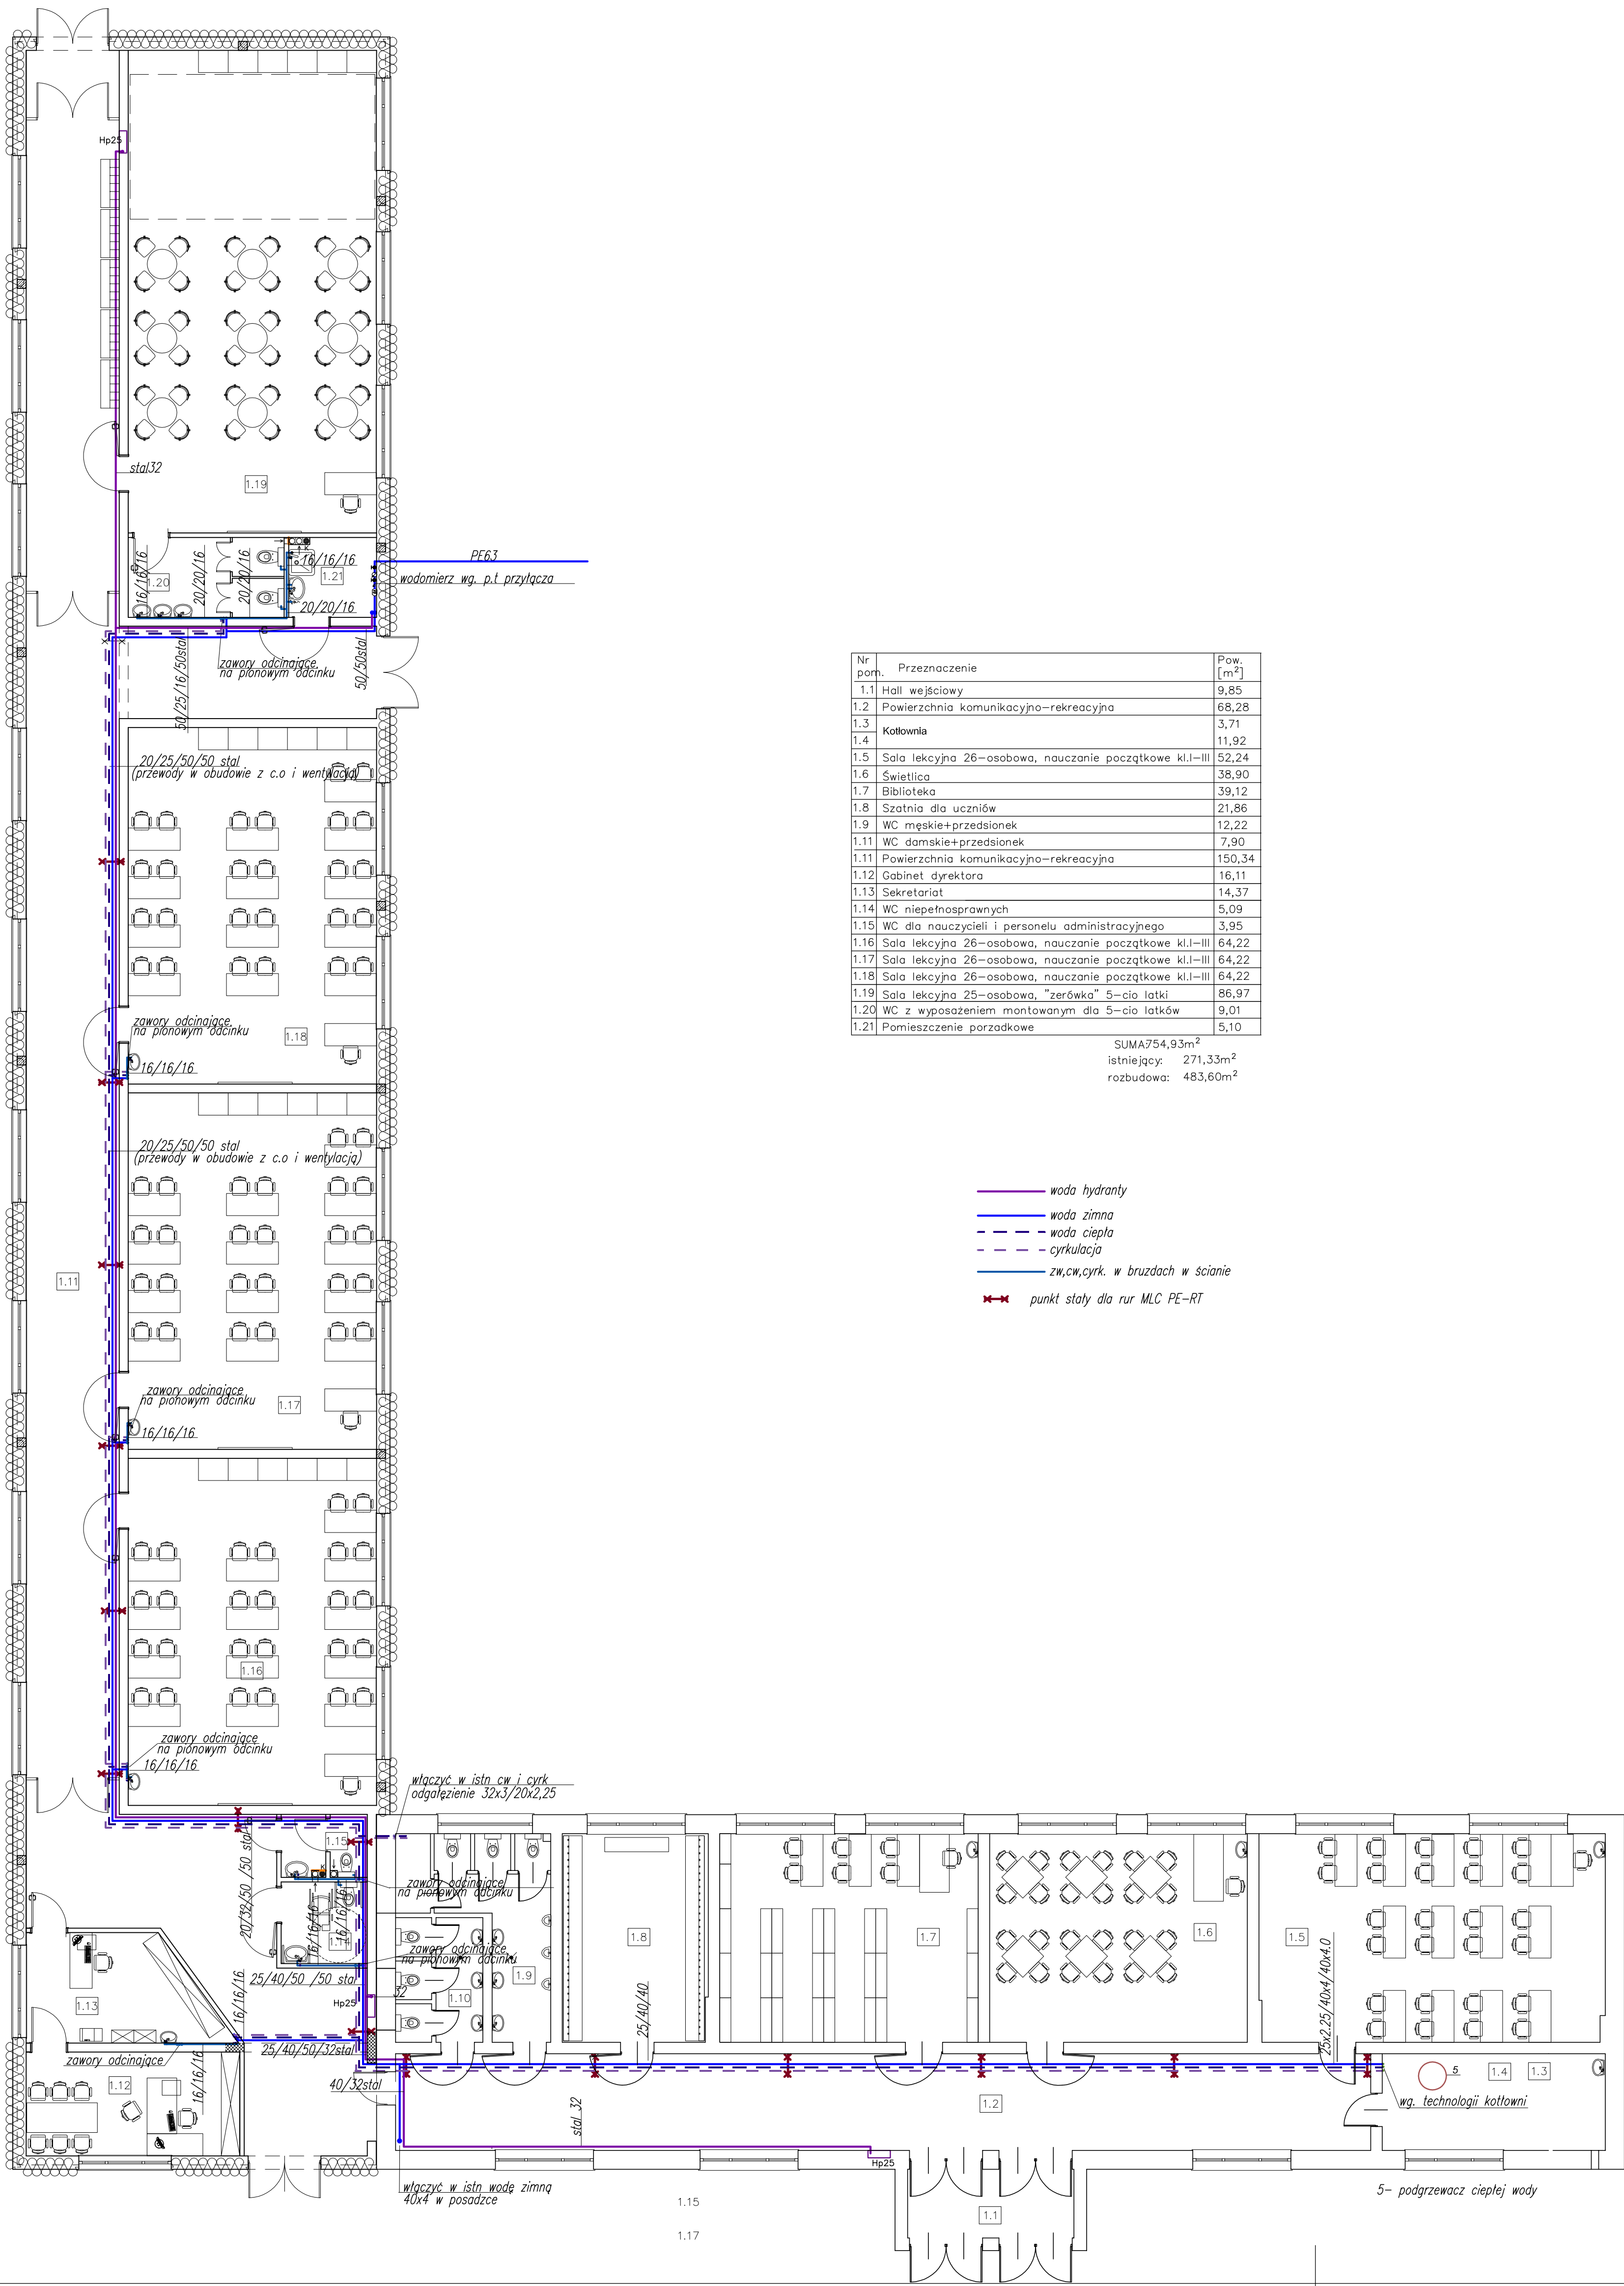 Hp25
stal32
1.19
16/16/16
20/20/16
20/20/16
16/16/16
1.20
1.21
20/20/16
PE63
wodomierz wg. p.t przyłącza
zawory odcinające
na pionowym odcinku
50/25/16/50stal
50/50stal
20/25/50/50 stal
(przewody w obudowie z c.o i wentylacją)
zawory odcinające
na pionowym odcinku
1.18
16/16/16
20/25/50/50 stal
(przewody w obudowie z c.o i wentylacją)
1.11
zawory odcinające
na pionowym odcinku
1.17
16/16/16
1.16
zawory odcinające
na pionowym odcinku
16/16/16
Nr pom. Przeznaczenie Pow. [m²]
1.1 Hall wejściowy 9,85
1.2 Powierzchnia komunikacyjno-rekreacyjna 68,28
1.3 Kotłownia 3,71
1.4 11,92
1.5 Sala lekcyjna 26-osobowa, nauczanie początkowe kl.I-III 52,24
1.6 Świetlica 38,90
1.7 Biblioteka 39,12
1.8 Szatnia dla uczniów 21,86
1.9 WC męskie+przedsionek 12,22
1.11 WC damskie+przedsionek 7,90
1.11 Powierzchnia komunikacyjno-rekreacyjna 150,34
1.12 Gabinet dyrektora 16,11
1.13 Sekretariat 14,37
1.14 WC niepełnosprawnych 5,09
1.15 WC dla nauczycieli i personelu administracyjnego 3,95
1.16 Sala lekcyjna 26-osobowa, nauczanie początkowe kl.I-III 64,22
1.17 Sala lekcyjna 26-osobowa, nauczanie początkowe kl.I-III 64,22
1.18 Sala lekcyjna 26-osobowa, nauczanie początkowe kl.I-III 64,22
1.19 Sala lekcyjna 25-osobowa, "zerówka" 5-cio latki 86,97
1.20 WC z wyposażeniem montowanym dla 5-cio latków 9,01
1.21 Pomieszczenie porzadkowe 5,10
SUMA:754,93m²
istniejący: 271,33m²
rozbudowa: 483,60m²
woda hydranty
woda zimna
woda ciepła
cyrkulacja
zw,cw,cyrk. w bruzdach w ścianie
punkt stały dla rur MLC PE-RT
włączyć w istn cw i cyrk
odgałęzienie 32x3/20x2,25
1.15
20/32/50 /50 stal
zawory odcinające
na pionowym odcinku
16/16/16
16/16/16
zawory odcinające
na pionowym odcinku
25/40/50 /50 stal
32
Hp25
16/16/16
25/40/50/32stal
1.13
zawory odcinające
1.12
16/16/16
40/32stal
1.10
1.9
1.8
25/40/40
1.7
1.6
1.5
25x2.25/40x4/40x4.0
5
1.4
1.3
wg. technologii kotłowni
1.2
stal 32
Hp25
włączyć w istn wodę zimną
40x4 w posadzce
5- podgrzewacz ciepłej wody
1.15
1.17
1.1